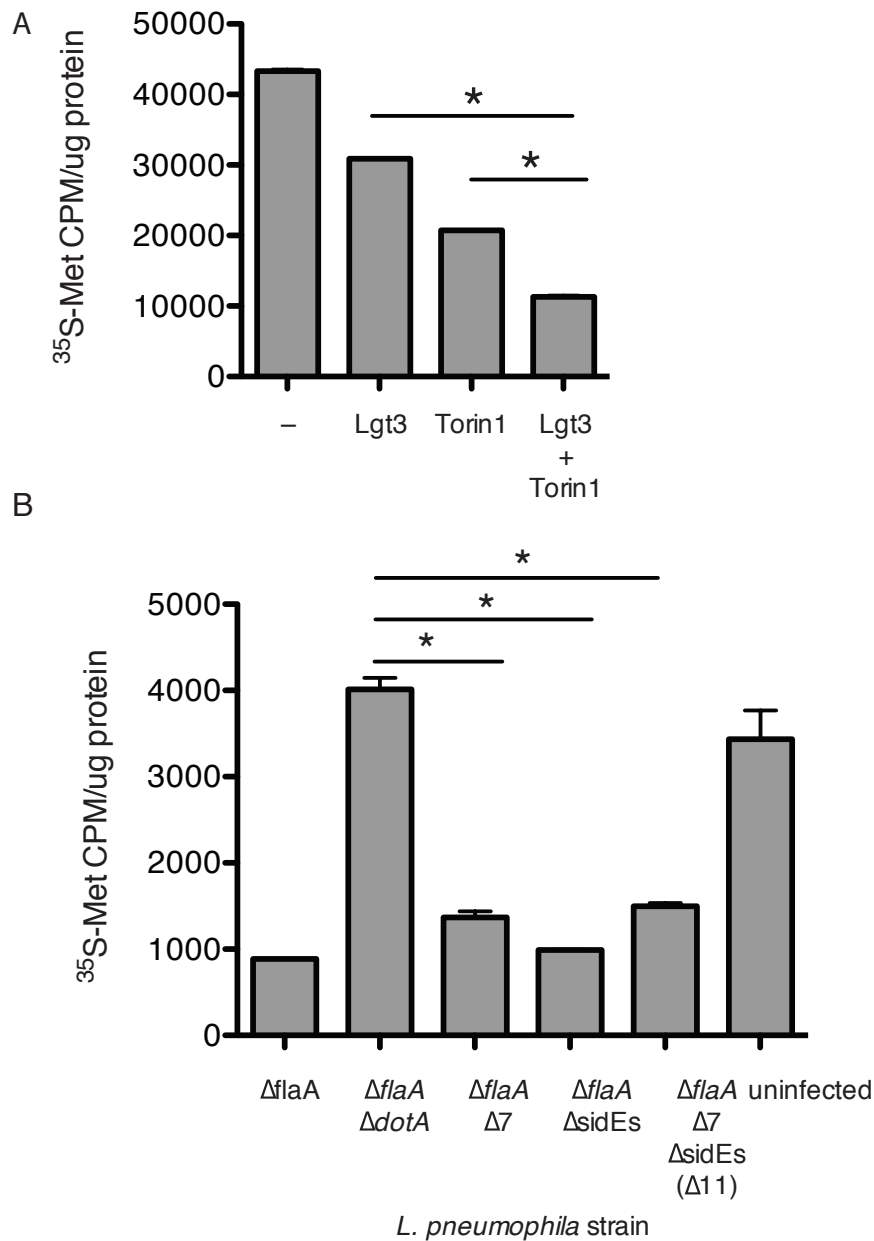 A
³⁵S-Met CPM/ug protein
50000
40000
30000
20000
10000
0
*
*
– Lgt3 Torin1 Lgt3
+
Torin1
B
³⁵S-Met CPM/ug protein
5000
4000
3000
2000
1000
0
*
*
*
ΔflaA ΔflaA ΔflaA ΔflaA ΔflaA uninfected
ΔdotA Δ7 ΔsidEs Δ7
ΔsidEs
(Δ11)
L. pneumophila strain